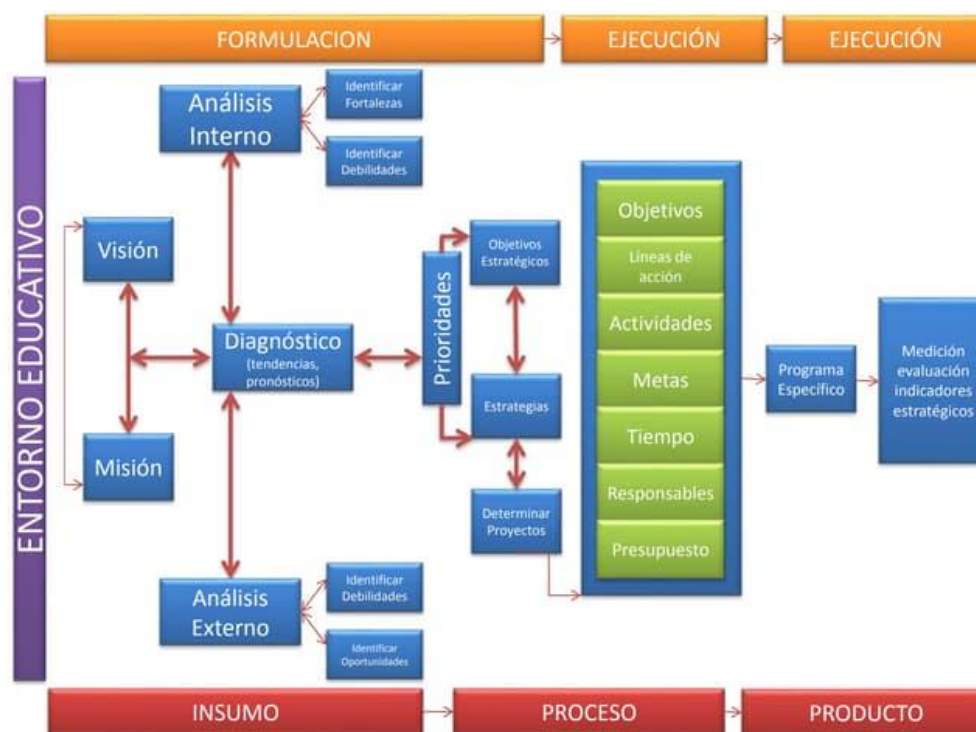 FORMULACION
EJECUCIÓN
EJECUCIÓN
ENTORNO EDUCATIVO
Análisis
Interno
Identificar
Fortalezas
Identificar
Debilidades
Visión
Misión
Diagnóstico
(tendencias,
pronósticos)
Análisis
Externo
Identificar
Debilidades
Identificar
Oportunidades
Prioridades
Objetivos
Estratégicos
Estrategias
Determinar
Proyectos
Objetivos
Líneas de
acción
Actividades
Metas
Tiempo
Responsables
Presupuesto
Programa
Específico
Medición
evaluación
indicadores
estratégicos
INSUMO
PROCESO
PRODUCTO